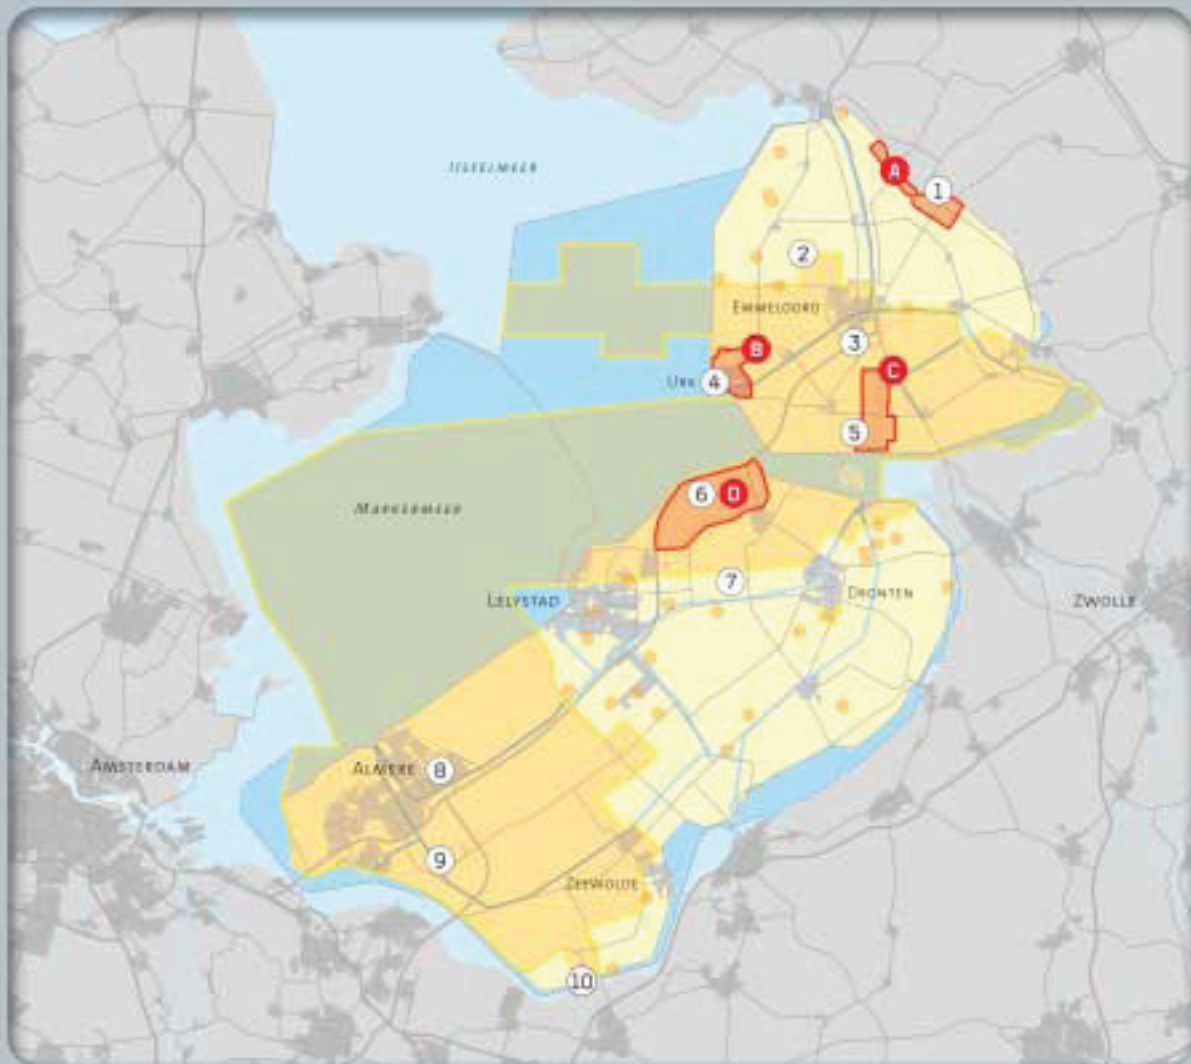 IJSSELMEER
A
1
2
EMMELOORD
3
B
URK
4
C
5
MARKERMEER
6
D
7
LELYSTAD
DRONTEN
ZWOLLE
AMSTERDAM
ALMERE
8
9
ZEEWOLDE
10